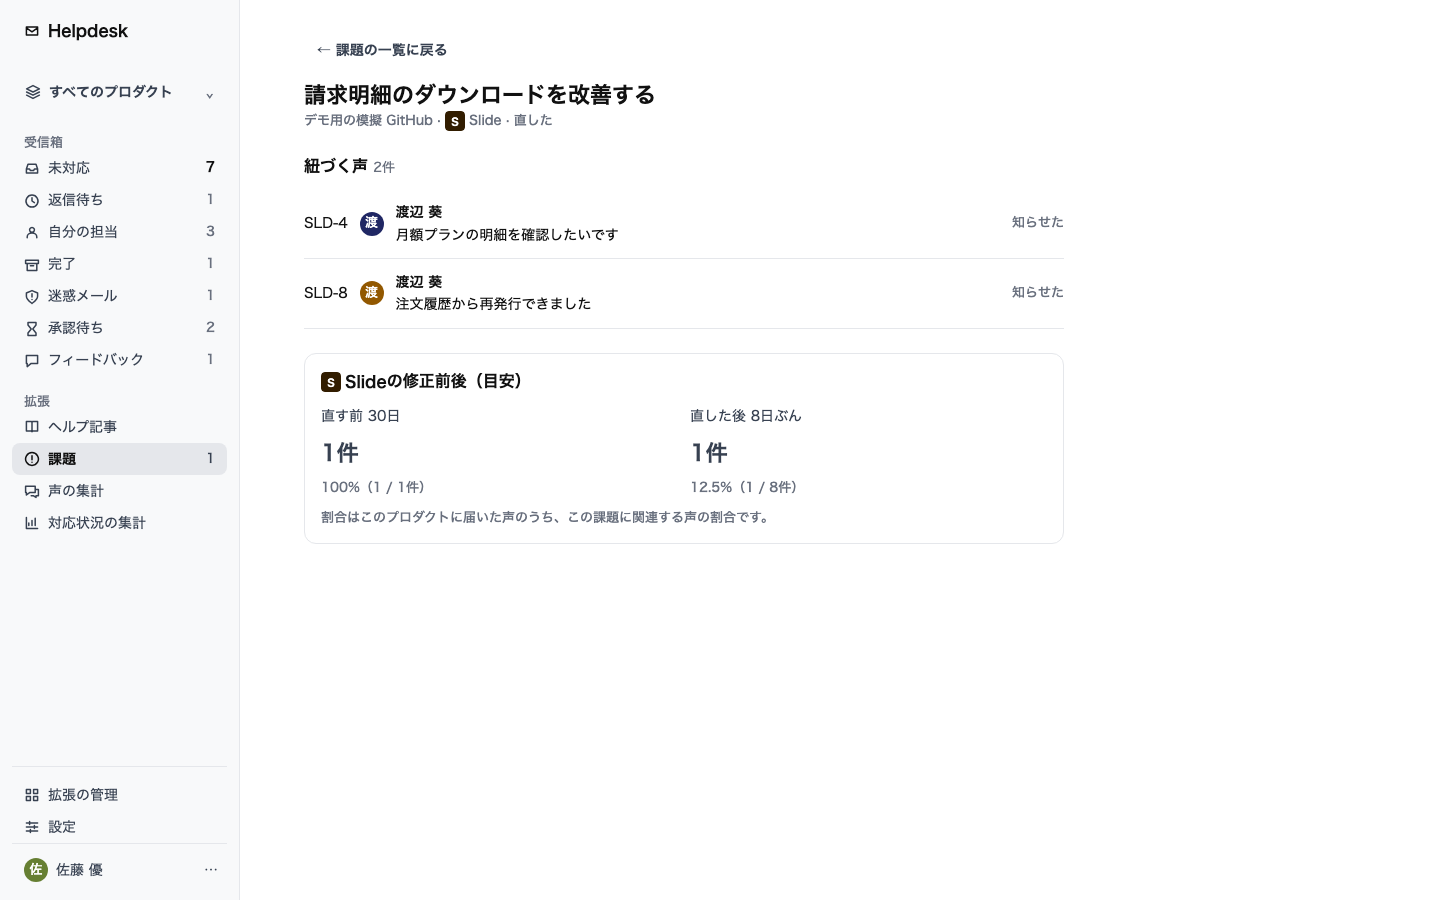 Helpdesk
すべてのプロダクト
受信箱
未対応 7
返信待ち 1
自分の担当 3
完了 1
迷惑メール 1
承認待ち 2
フィードバック 1
拡張
ヘルプ記事
課題 1
声の集計
対応状況の集計
拡張の管理
設定
佐 佐藤 優 …
← 課題の一覧に戻る
請求明細のダウンロードを改善する
デモ用の模擬 GitHub · S Slide · 直した
紐づく声 2件
SLD-4 渡 渡辺 葵
月額プランの明細を確認したいです
知らせた
SLD-8 渡 渡辺 葵
注文履歴から再発行できました
知らせた
S Slideの修正前後（目安）
直す前 30日
1件
100%（1 / 1件）
直した後 8日ぶん
1件
12.5%（1 / 8件）
割合はこのプロダクトに届いた声のうち、この課題に関連する声の割合です。